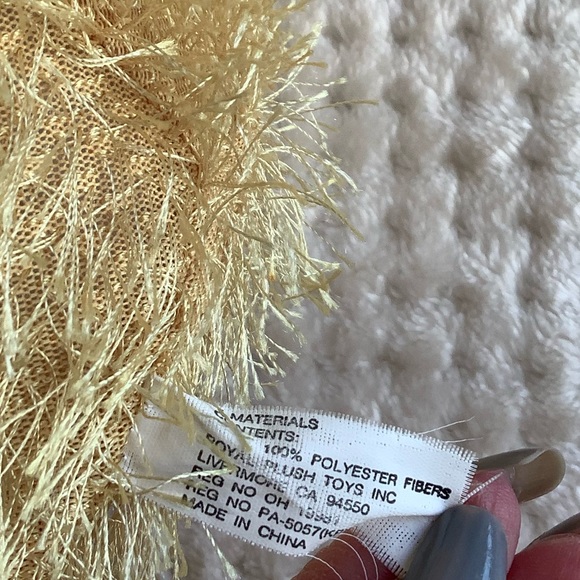 MATERIALS
100% POLYESTER FIBERS
ROYAL PLUSH TOYS INC
LIVERMORE CA 94550
REG NO OH
REG NO PA-5057(K
MADE IN CHINA